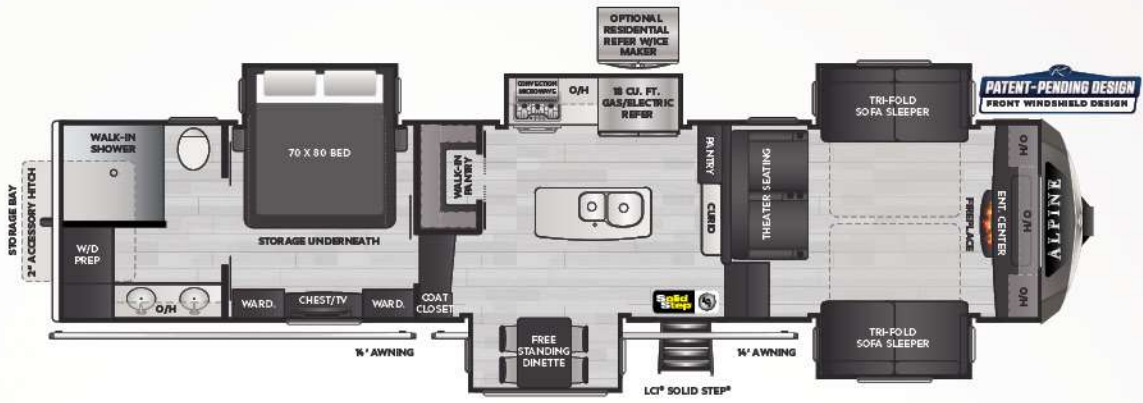 OPTIONAL
RESIDENTIAL
REFER W/ICE
MAKER
CONVECTION
MICROWAVE
O/H
18 CU. FT.
GAS/ELECTRIC
REFER
TRI-FOLD
SOFA SLEEPER
PATENT-PENDING DESIGN
FRONT WINDSHIELD DESIGN
WALK-IN
SHOWER
70 X 80 BED
WALK-IN
PANTRY
PANTRY
THEATER SEATING
CURIO
FIREPLACE
ENT. CENTER
O/H
O/H
O/H
ALPINE
STORAGE BAY
2" ACCESSORY HITCH
STORAGE UNDERNEATH
W/D
PREP
O/H
WARD.
CHEST/TV
WARD.
COAT
CLOSET
Solid
Step
FREE
STANDING
DINETTE
TRI-FOLD
SOFA SLEEPER
14' AWNING
14' AWNING
LCI® SOLID STEP®